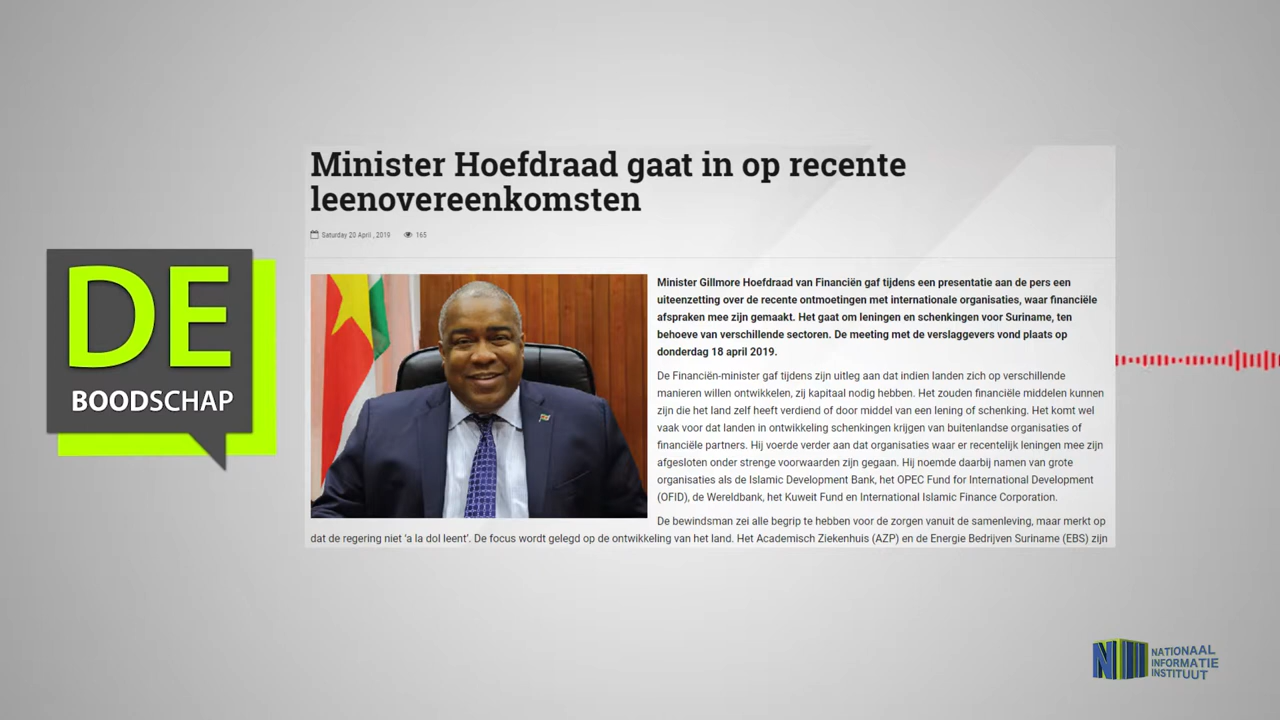 Minister Hoefdraad gaat in op recente
leenovereenkomsten
Saturday 20 April , 2019 165
DE
BOODSCHAP
Minister Gillmore Hoefdraad van Financiën gaf tijdens een presentatie aan de pers een
uiteenzetting over de recente ontmoetingen met internationale organisaties, waar financiële
afspraken mee zijn gemaakt. Het gaat om leningen en schenkingen voor Suriname, ten
behoeve van verschillende sectoren. De meeting met de verslaggevers vond plaats op
donderdag 18 april 2019.
De Financiën-minister gaf tijdens zijn uitleg aan dat indien landen zich op verschillende
manieren willen ontwikkelen, zij kapitaal nodig hebben. Het zouden financiële middelen kunnen
zijn die het land zelf heeft verdiend of door middel van een lening of schenking. Het komt wel
vaak voor dat landen in ontwikkeling schenkingen krijgen van buitenlandse organisaties of
financiële partners. Hij voerde verder aan dat organisaties waar er recentelijk leningen mee zijn
afgesloten onder strenge voorwaarden zijn gegaan. Hij noemde daarbij namen van grote
organisaties als de Islamic Development Bank, het OPEC Fund for International Development
(OFID), de Wereldbank, het Kuweit Fund en International Islamic Finance Corporation.
De bewindsman zei alle begrip te hebben voor de zorgen vanuit de samenleving, maar merkt op
dat de regering niet 'a la dol leent'. De focus wordt gelegd op de ontwikkeling van het land. Het Academisch Ziekenhuis (AZP) en de Energie Bedrijven Suriname (EBS) zijn
NII NATIONAAL
INFORMATIE
INSTITUUT